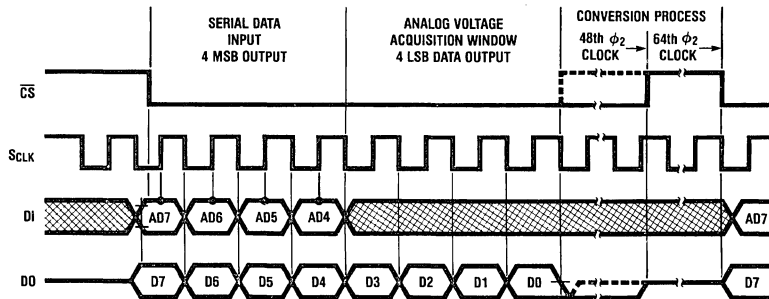 SERIAL DATA
INPUT
4 MSB OUTPUT
ANALOG VOLTAGE
ACQUISITION WINDOW
4 LSB DATA OUTPUT
CONVERSION PROCESS
48th ϕ2
CLOCK
64th ϕ2
CLOCK
CS
SCLK
DI
AD7
AD6
AD5
AD4
AD7
DO
D7
D6
D5
D4
D3
D2
D1
D0
D7